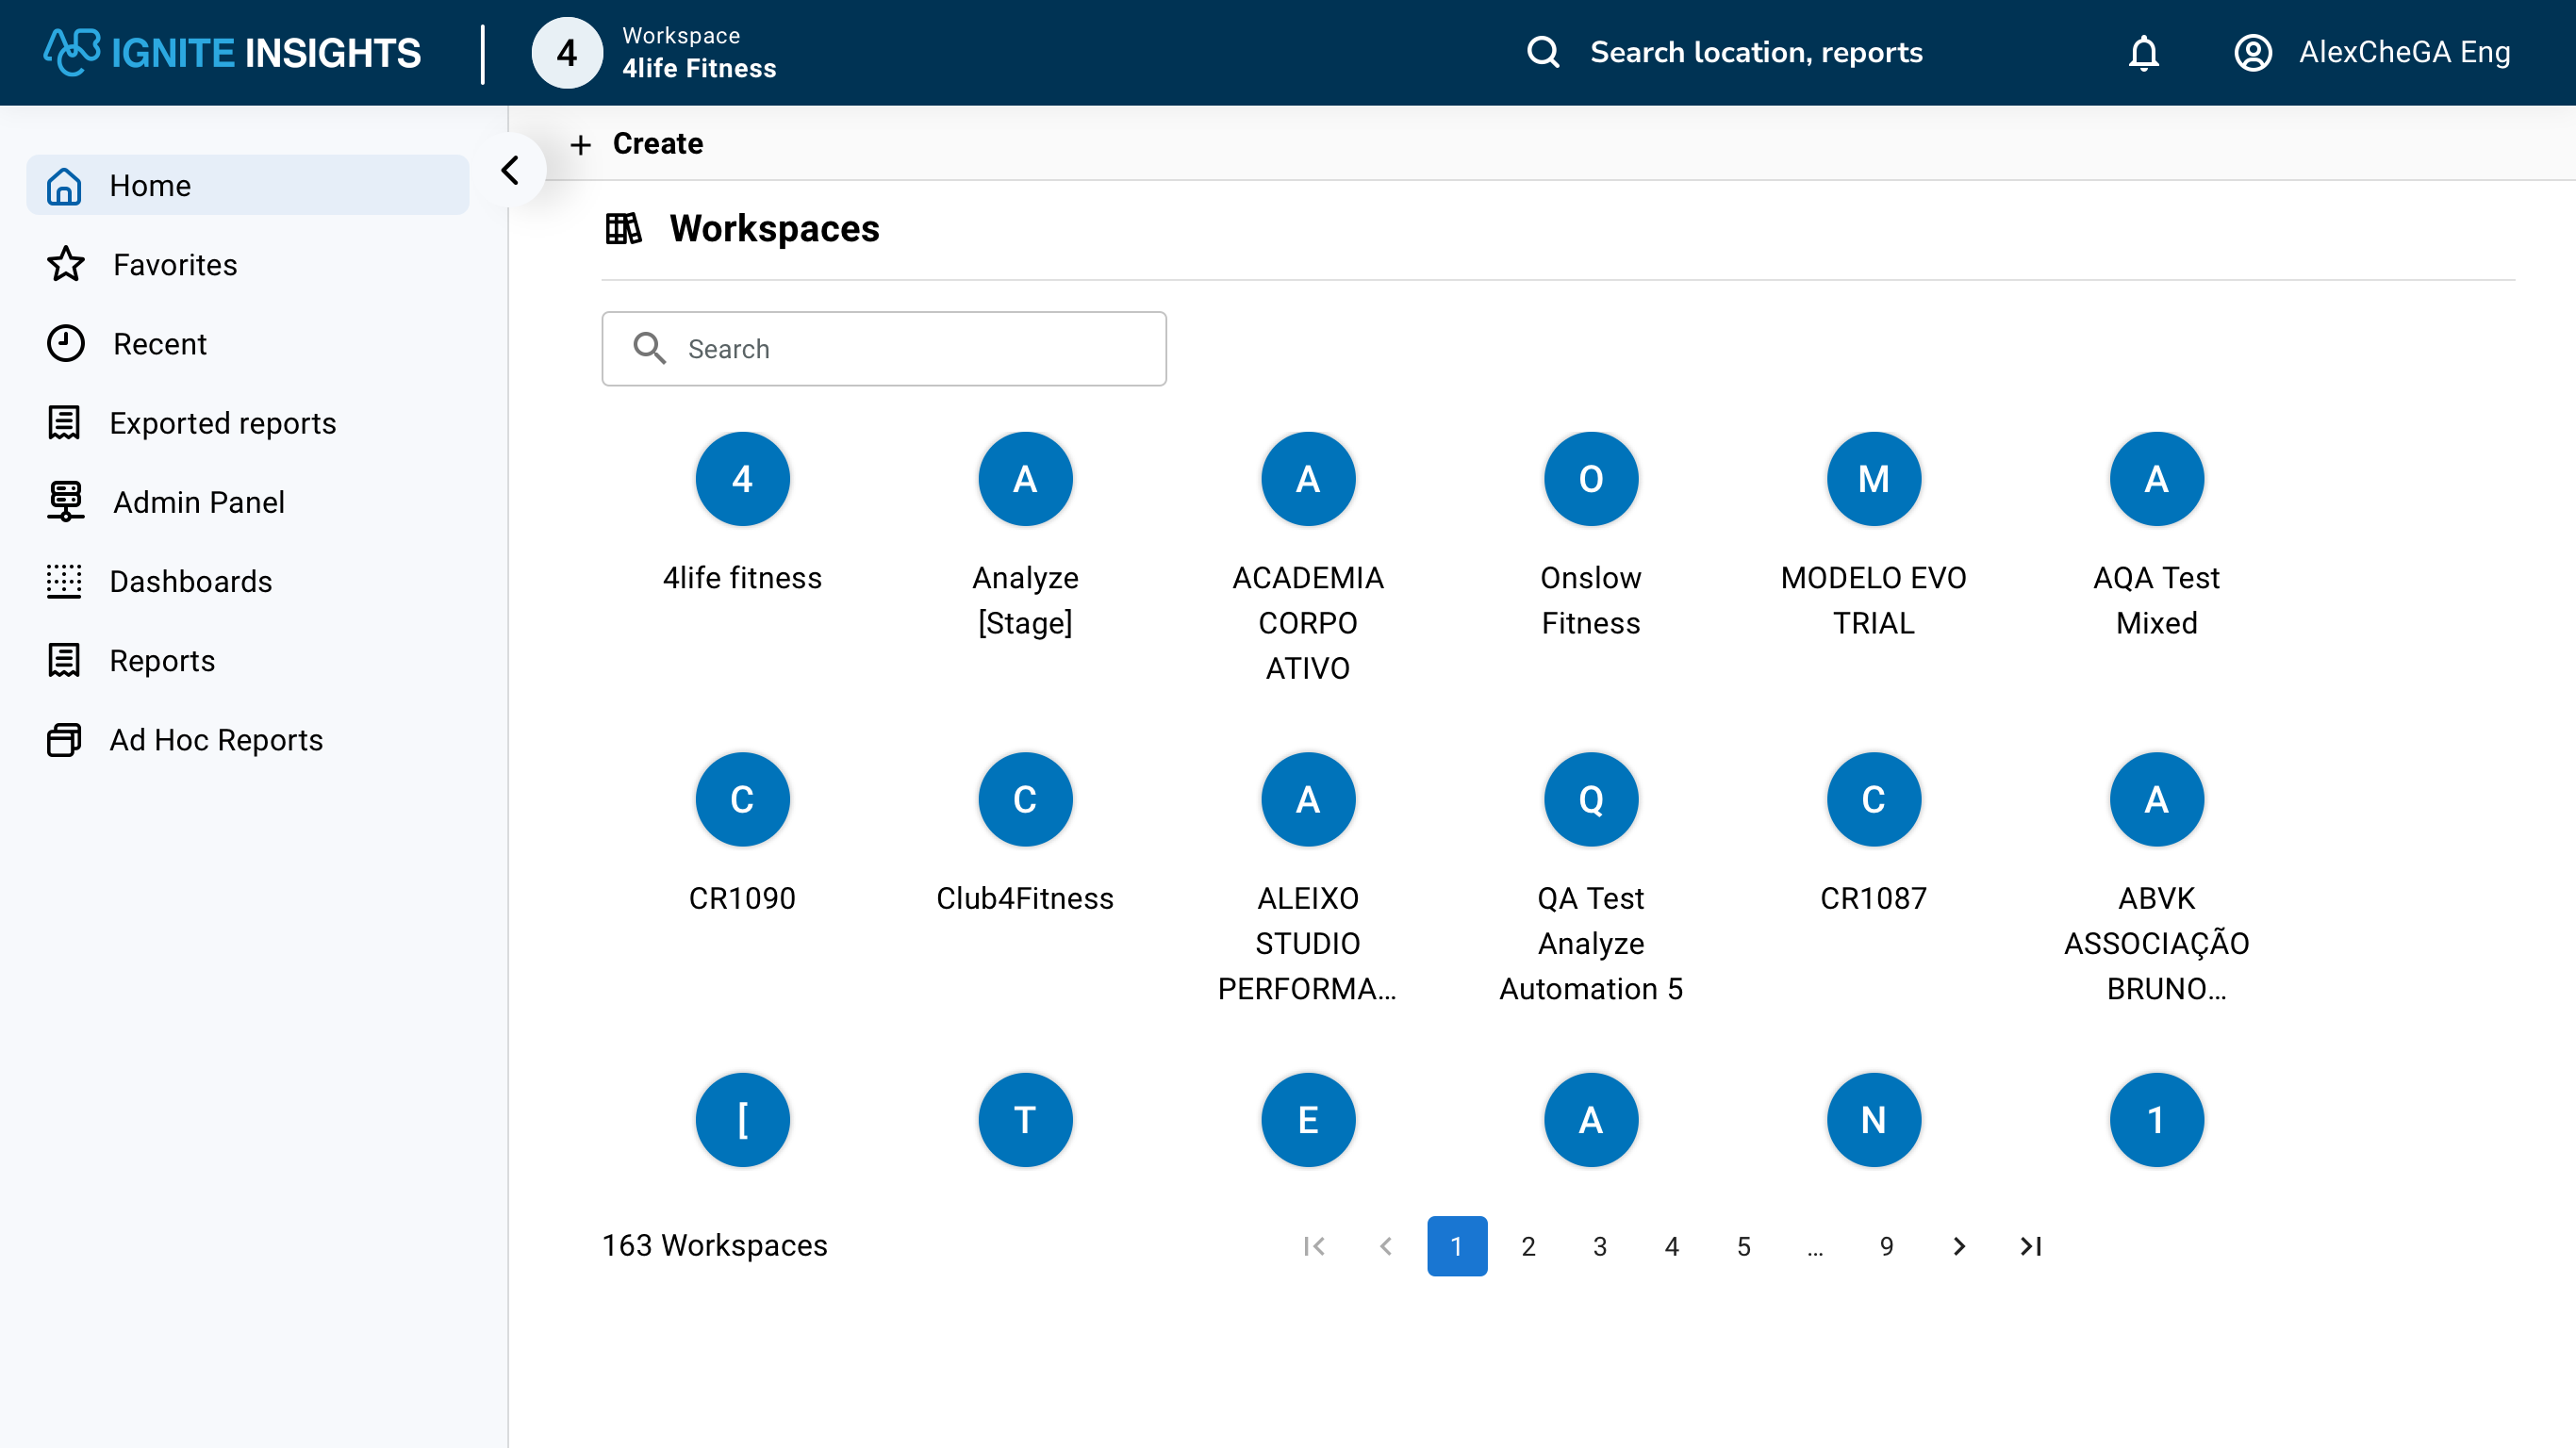 IGNITE INSIGHTS
4
Workspace
4life Fitness
Search location, reports
AlexCheGA Eng
Home
Favorites
Recent
Exported reports
Admin Panel
Dashboards
Reports
Ad Hoc Reports
+ Create
Workspaces
Search
4 A A O M A
4life fitness
Analyze
[Stage]
ACADEMIA
CORPO
ATIVO
Onslow
Fitness
MODELO EVO
TRIAL
AQA Test
Mixed
C C A Q C A
CR1090
Club4Fitness
ALEIXO
STUDIO
PERFORMA...
QA Test
Analyze
Automation 5
CR1087
ABVK
ASSOCIAÇÃO
BRUNO...
[ T E A N 1
163 Workspaces
1 2 3 4 5 ... 9